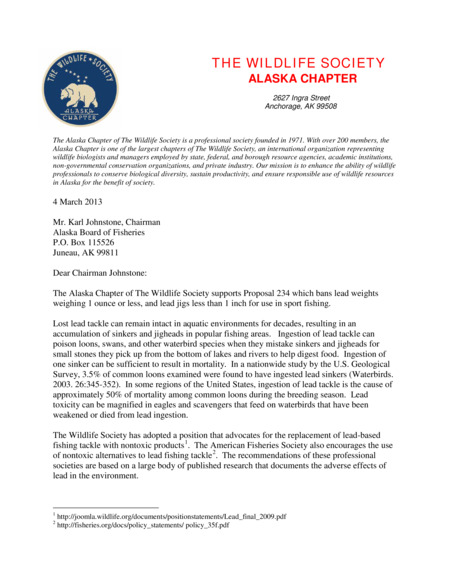 THE WILDLIFE SOCIETY
ALASKA
CHAPTER
THE WILDLIFE SOCIETY
ALASKA CHAPTER
2627 Ingra Street
Anchorage, AK 99508
The Alaska Chapter of The Wildlife Society is a professional society founded in 1971. With over 200 members, the
Alaska Chapter is one of the largest chapters of The Wildlife Society, an international organization representing
wildlife biologists and managers employed by state, federal, and borough resource agencies, academic institutions,
non-governmental conservation organizations, and private industry. Our mission is to enhance the ability of wildlife
professionals to conserve biological diversity, sustain productivity, and ensure responsible use of wildlife resources
in Alaska for the benefit of society.
4 March 2013
Mr. Karl Johnstone, Chairman
Alaska Board of Fisheries
P.O. Box 115526
Juneau, AK 99811
Dear Chairman Johnstone:
The Alaska Chapter of The Wildlife Society supports Proposal 234 which bans lead weights
weighing 1 ounce or less, and lead jigs less than 1 inch for use in sport fishing.
Lost lead tackle can remain intact in aquatic environments for decades, resulting in an
accumulation of sinkers and jigheads in popular fishing areas. Ingestion of lead tackle can
poison loons, swans, and other waterbird species when they mistake sinkers and jigheads for
small stones they pick up from the bottom of lakes and rivers to help digest food. Ingestion of
one sinker can be sufficient to result in mortality. In a nationwide study by the U.S. Geological
Survey, 3.5% of common loons examined were found to have ingested lead sinkers (Waterbirds.
2003. 26:345-352). In some regions of the United States, ingestion of lead tackle is the cause of
approximately 50% of mortality among common loons during the breeding season. Lead
toxicity can be magnified in eagles and scavengers that feed on waterbirds that have been
weakened or died from lead ingestion.
The Wildlife Society has adopted a position that advocates for the replacement of lead-based
fishing tackle with nontoxic products1. The American Fisheries Society also encourages the use
of nontoxic alternatives to lead fishing tackle2. The recommendations of these professional
societies are based on a large body of published research that documents the adverse effects of
lead in the environment.
1 http://joomla.wildlife.org/documents/positionstatements/Lead_final_2009.pdf
2 http://fisheries.org/docs/policy_statements/ policy_35f.pdf